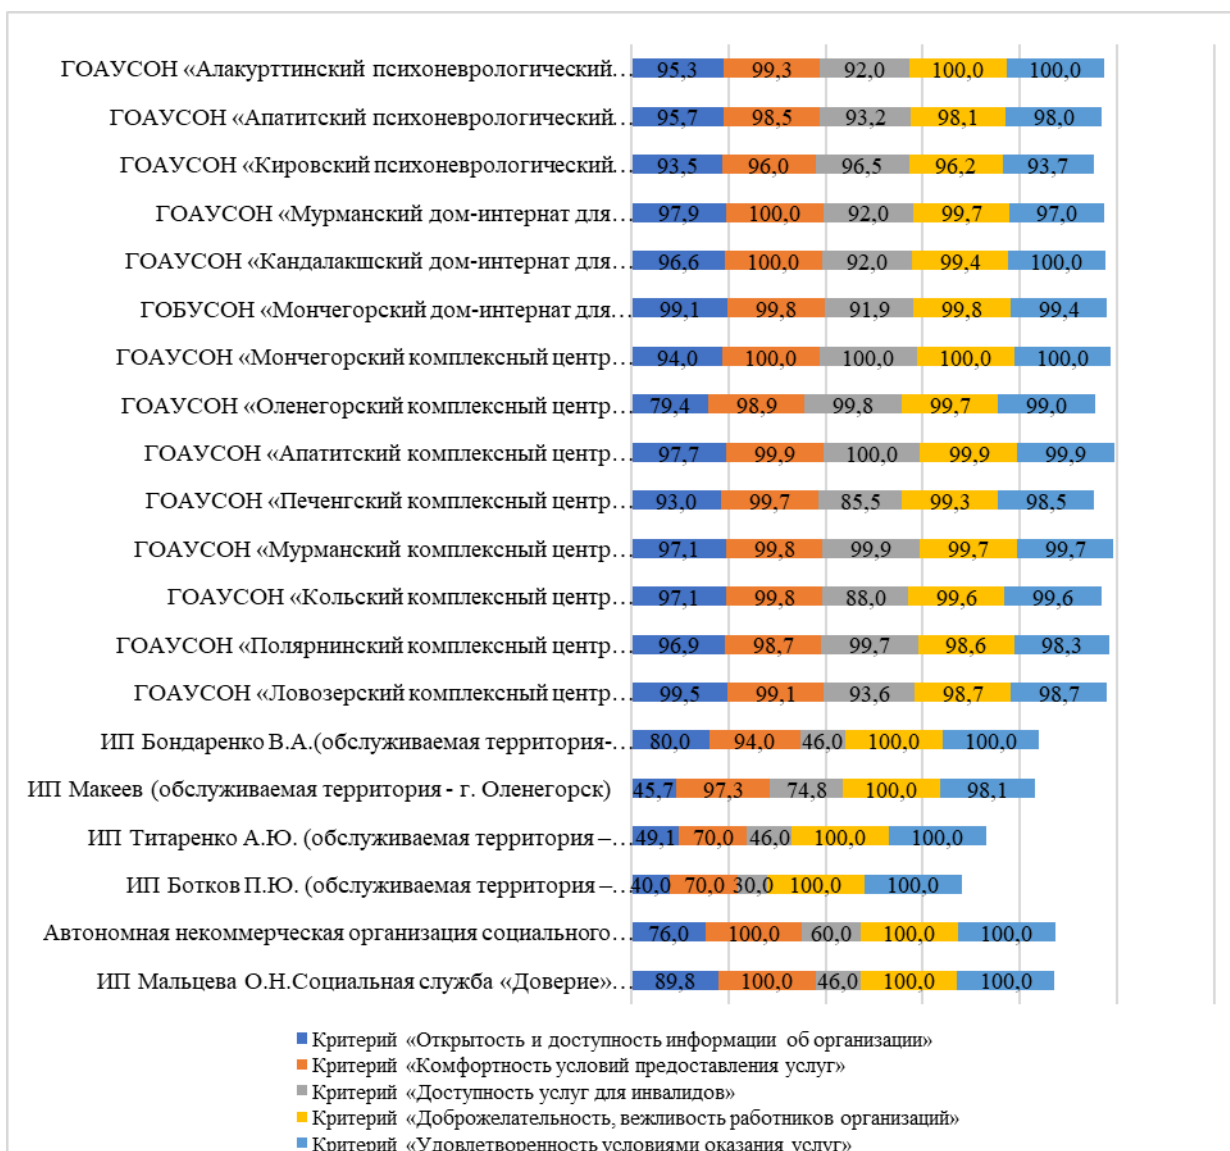 ГОАУСОН «Алакурттинский психоневрологический… 95,3 99,3 92,0 100,0 100,0
ГОАУСОН «Апатитский психоневрологический… 95,7 98,5 93,2 98,1 98,0
ГОАУСОН «Кировский психоневрологический… 93,5 96,0 96,5 96,2 93,7
ГОАУСОН «Мурманский дом-интернат для… 97,9 100,0 92,0 99,7 97,0
ГОАУСОН «Кандалакшский дом-интернат для… 96,6 100,0 92,0 99,4 100,0
ГОБУСОН «Мончегорский дом-интернат для… 99,1 99,8 91,9 99,8 99,4
ГОАУСОН «Мончегорский комплексный центр… 94,0 100,0 100,0 100,0 100,0
ГОАУСОН «Оленегорский комплексный центр… 79,4 98,9 99,8 99,7 99,0
ГОАУСОН «Апатитский комплексный центр… 97,7 99,9 100,0 99,9 99,9
ГОАУСОН «Печенгский комплексный центр… 93,0 99,7 85,5 99,3 98,5
ГОАУСОН «Мурманский комплексный центр… 97,1 99,8 99,9 99,7 99,7
ГОАУСОН «Кольский комплексный центр… 97,1 99,8 88,0 99,6 99,6
ГОАУСОН «Полярнинский комплексный центр… 96,9 98,7 99,7 98,6 98,3
ГОАУСОН «Ловозерский комплексный центр… 99,5 99,1 93,6 98,7 98,7
ИП Бондаренко В.А.(обслуживаемая территория-… 80,0 94,0 46,0 100,0 100,0
ИП Макеев (обслуживаемая территория - г. Оленегорск) 45,7 97,3 74,8 100,0 98,1
ИП Титаренко А.Ю. (обслуживаемая территория –… 49,1 70,0 46,0 100,0 100,0
ИП Ботков П.Ю. (обслуживаемая территория –… 40,0 70,0 30,0 100,0 100,0
Автономная некоммерческая организация социального… 76,0 100,0 60,0 100,0 100,0
ИП Мальцева О.Н.Социальная служба «Доверие»… 89,8 100,0 46,0 100,0 100,0
Критерий «Открытость и доступность информации об организации»
Критерий «Комфортность условий предоставления услуг»
Критерий «Доступность услуг для инвалидов»
Критерий «Доброжелательность, вежливость работников организаций»
Критерий «Удовлетворенность условиями оказания услуг»